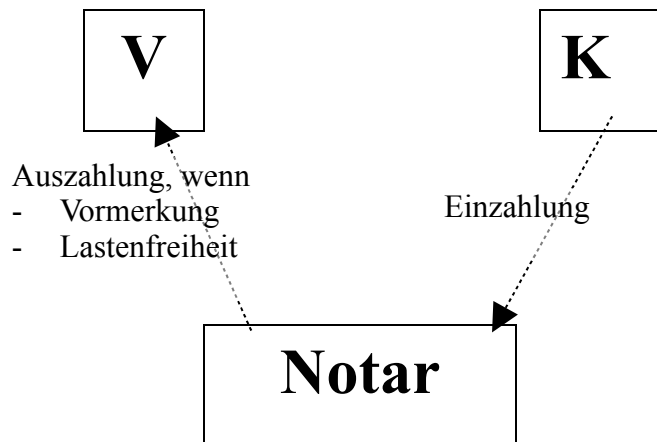 V
K
Auszahlung, wenn
- Vormerkung
- Lastenfreiheit
Einzahlung
Notar